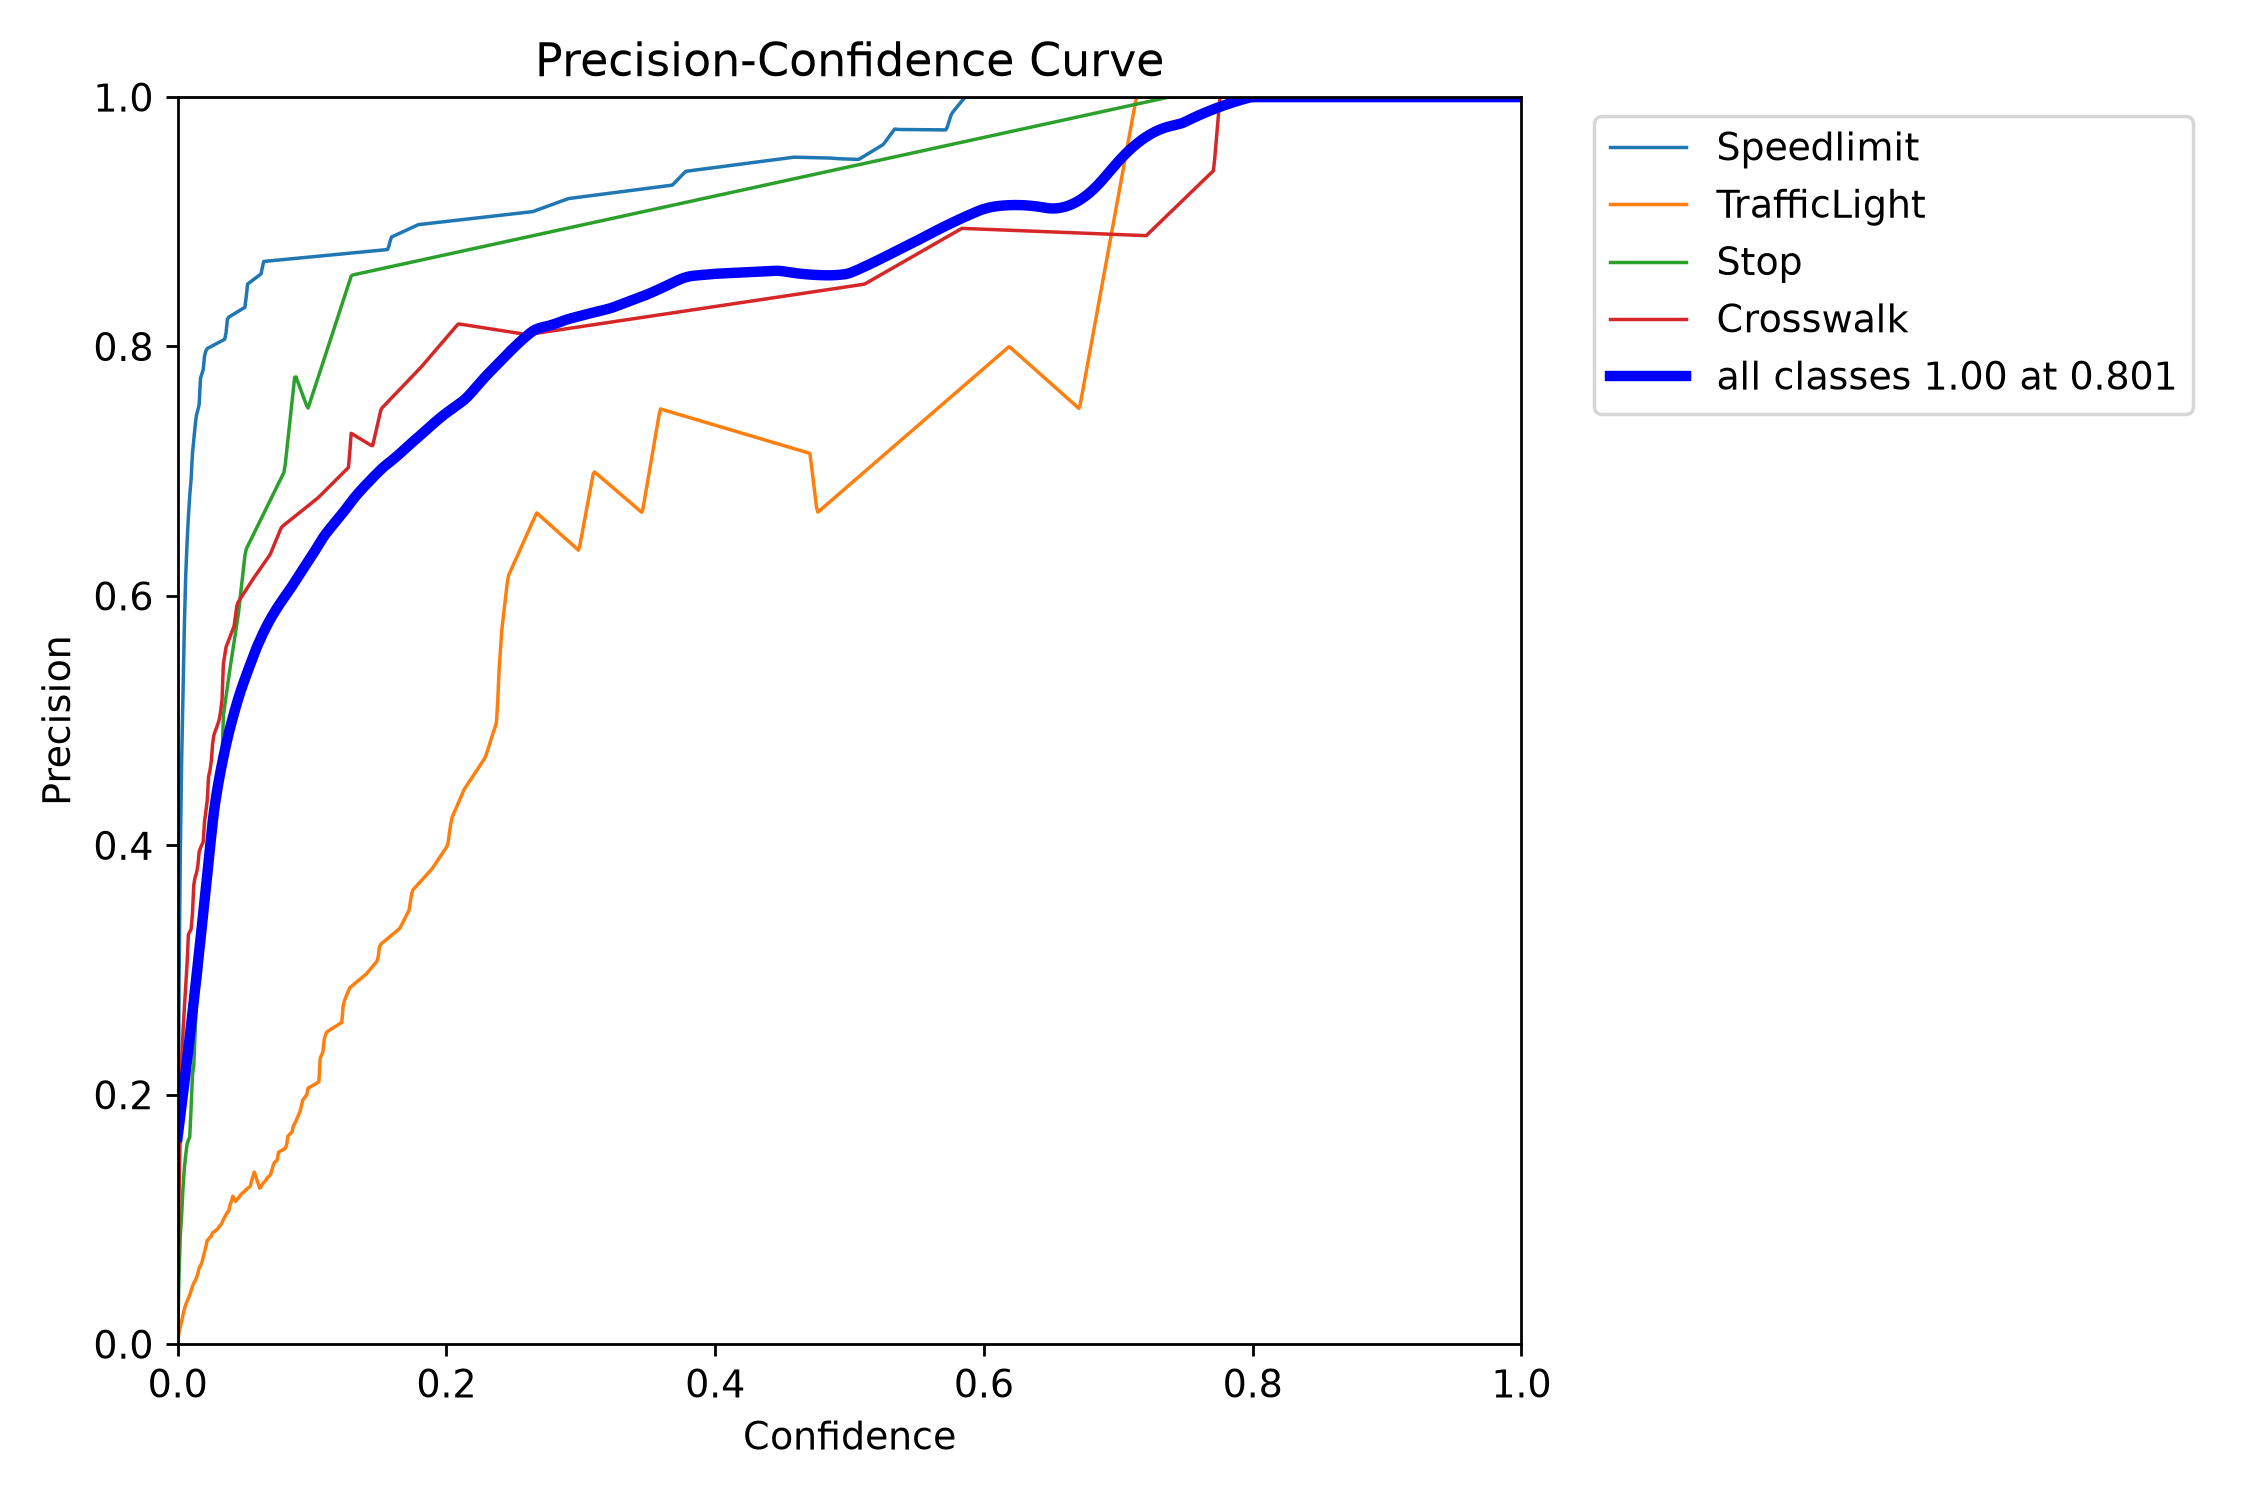 Precision-Confidence Curve
1.0
0.8
0.6
0.4
0.2
0.0
Precision
0.0 0.2 0.4 0.6 0.8 1.0
Confidence
Speedlimit
TrafficLight
Stop
Crosswalk
all classes 1.00 at 0.801